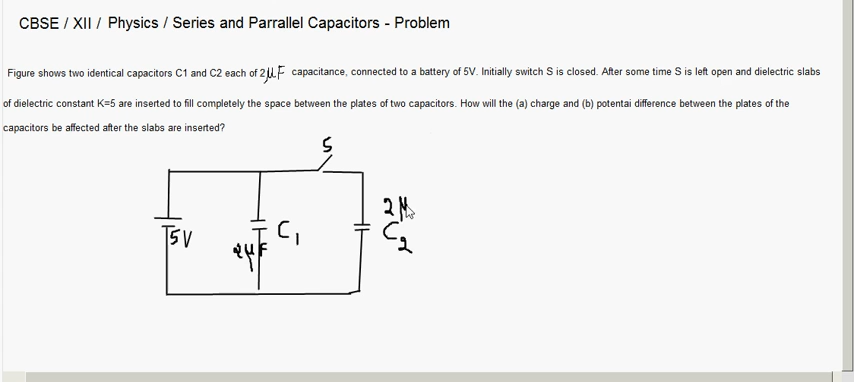 CBSE / XII / Physics / Series and Parrallel Capacitors - Problem
Figure shows two identical capacitors C1 and C2 each of 2μF capacitance, connected to a battery of 5V. Initially switch S is closed. After some time S is left open and dielectric slabs
of dielectric constant K=5 are inserted to fill completely the space between the plates of two capacitors. How will the (a) charge and (b) potentai difference between the plates of the
capacitors be affected after the slabs are inserted?
S
2μ
5V
C1
2μF
C2